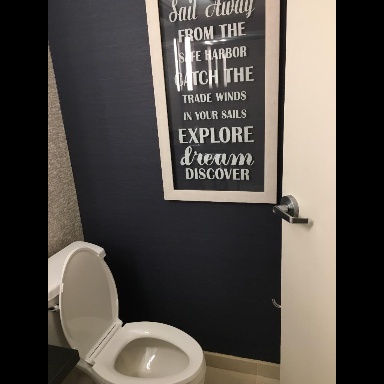 Sail Away
FROM THE
SAFE HARBOR
CATCH THE
TRADE WINDS
IN YOUR SAILS
EXPLORE
dream
DISCOVER